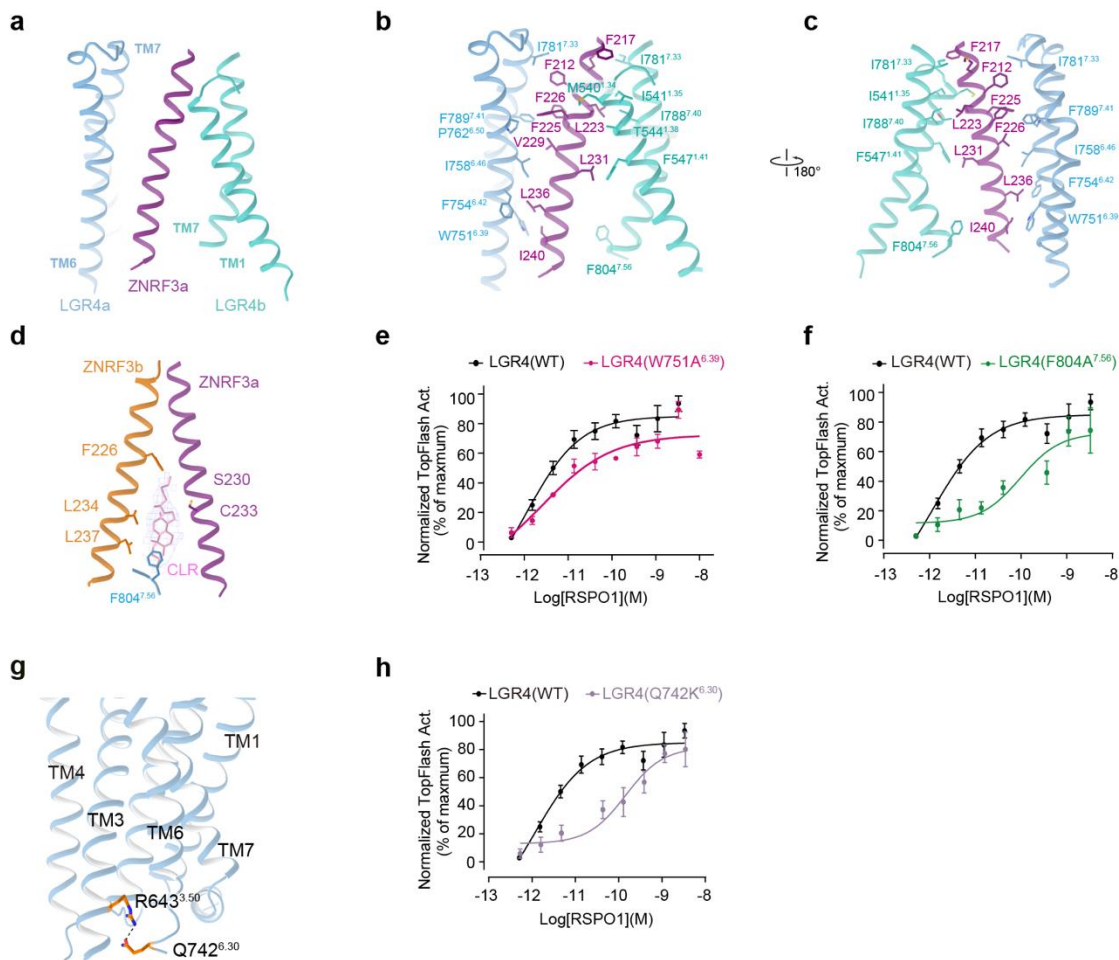 a
TM7
TM7
TM6
TM1
ZNRF3a
LGR4a
LGR4b
b
F217
I781^7.33
F212
I781^7.33
M540^1.34
I541^1.35
F226
F789^7.41
I788^7.40
P762^6.50
F225
L223
T544^1.38
V229
I758^6.46
L231
F547^1.41
F754^6.42
L236
W751^6.39
I240
F804^7.56
180°
c
F217
I781^7.33
F212
I781^7.33
I541^1.35
F225
F789^7.41
I788^7.40
L223
F226
F547^1.41
L231
I758^6.46
L236
F754^6.42
W751^6.39
I240
F804^7.56
d
ZNRF3b
ZNRF3a
F226
S230
L234
C233
L237
CLR
F804^7.56
e
LGR4(WT) LGR4(W751A^6.39)
Normalized TopFlash Act.
(% of maxmum)
100
80
60
40
20
0
-13 -12 -11 -10 -9 -8
Log[RSPO1](M)
f
LGR4(WT) LGR4(F804A^7.56)
Normalized TopFlash Act.
(% of maxmum)
100
80
60
40
20
0
-13 -12 -11 -10 -9 -8
Log[RSPO1](M)
g
TM1
TM4
TM3
TM6
TM7
R643^3.50
Q742^6.30
h
LGR4(WT) LGR4(Q742K^6.30)
Normalized TopFlash Act.
(% of maxmum)
100
80
60
40
20
0
-13 -12 -11 -10 -9 -8
Log[RSPO1](M)